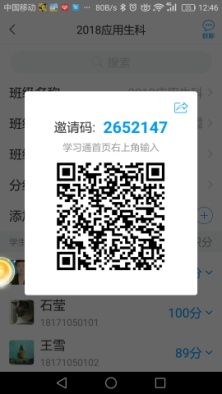 中国移动 80B/s 12:46
2018应用生科
搜索
邀请码: 2652147
学习通首页右上角输入
石莹
18171050101
100分
王雪
18171050102
89分